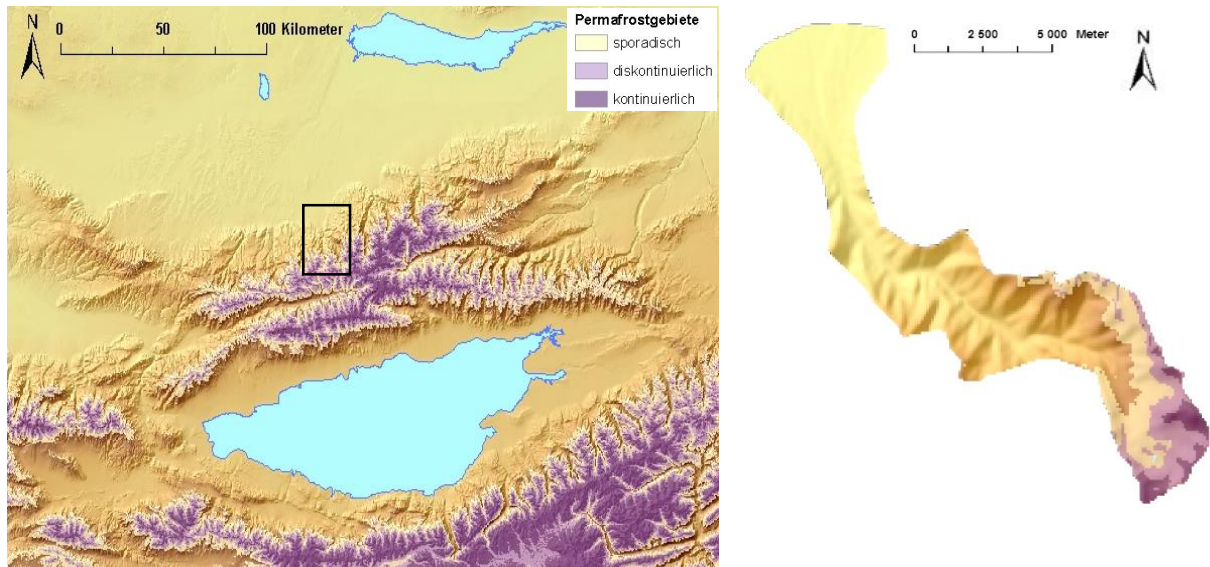 N
0 50 100 Kilometer
Permafrostgebiete
sporadisch
diskontinuierlich
kontinuierlich
0 2 500 5 000 Meter
N